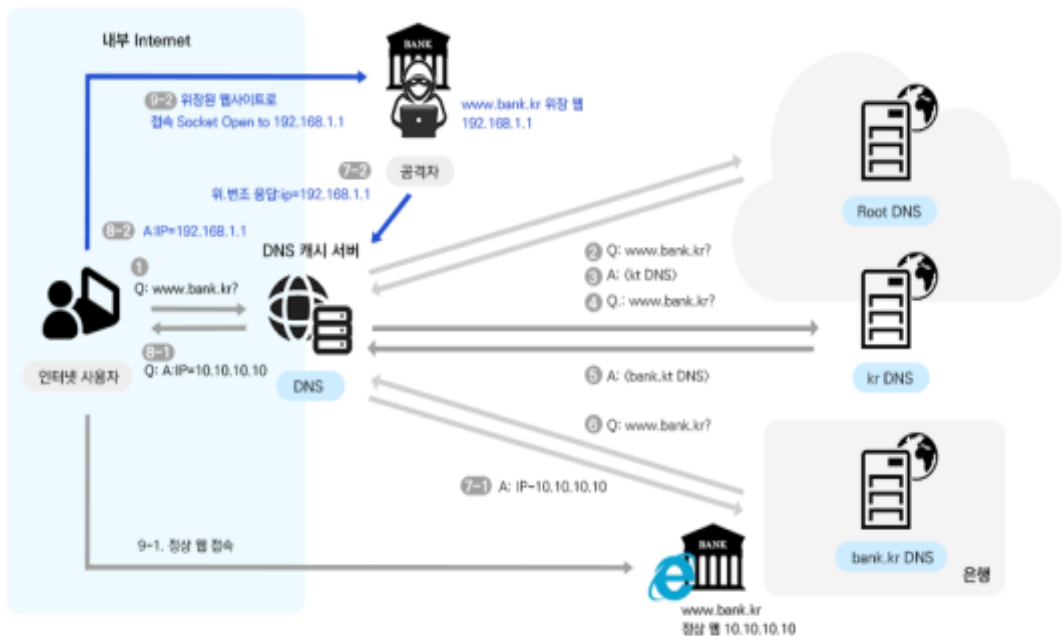 내부 Internet
BANK
9-2 위장된 웹사이트로
접속 Socket Open to 192.168.1.1
www.bank.kr 위장 웹
192.168.1.1
7-2
공격자
위.변조 응답:ip=192.168.1.1
Root DNS
8-2 A:IP=192.168.1.1
DNS 캐시 서버
1
Q: www.bank.kr?
2 Q: www.bank.kr?
3 A: (kt DNS)
4 Q.: www.bank.kr?
8-1
Q: A:IP=10.10.10.10
인터넷 사용자
DNS
5 A: (bank.kt DNS)
kr DNS
6 Q: www.bank.kr?
7-1 A: IP-10.10.10.10
9-1. 정상 웹 접속
BANK
bank.kr DNS
은행
www.bank.kr
정상 웹 10.10.10.10